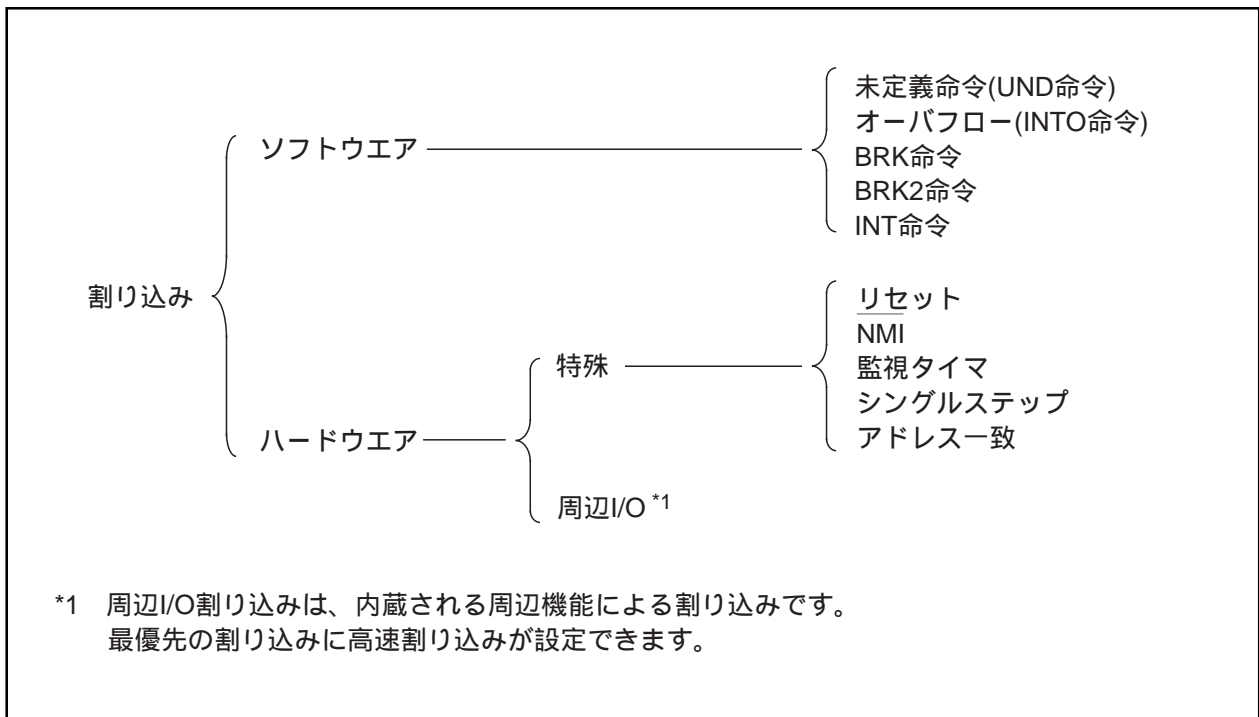 未定義命令(UND命令)
オーバフロー(INTO命令)
ソフトウエア
BRK命令
BRK2命令
INT命令
割り込み
リセット
NMI
特殊
監視タイマ
シングルステップ
ハードウエア
アドレス一致
周辺I/O *1
*1 周辺I/O割り込みは、内蔵される周辺機能による割り込みです。
最優先の割り込みに高速割り込みが設定できます。